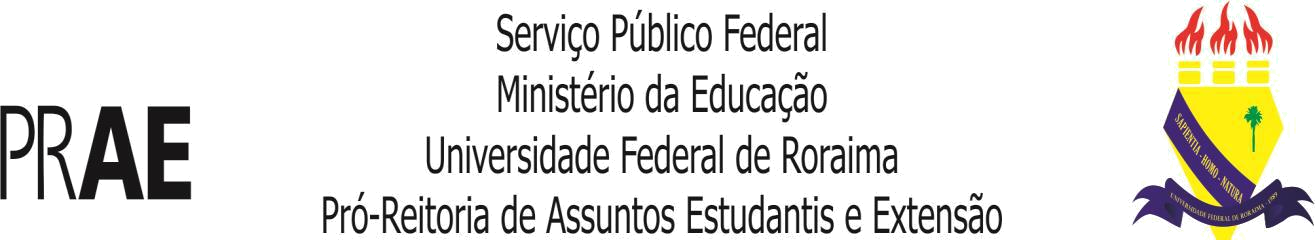 PRAE
Serviço Público Federal
Ministério da Educação
Universidade Federal de Roraima
Pró-Reitoria de Assuntos Estudantis e Extensão
SAPIENTIA - HOMO - NATURA
UNIVERSIDADE FEDERAL DE RORAIMA - 1989